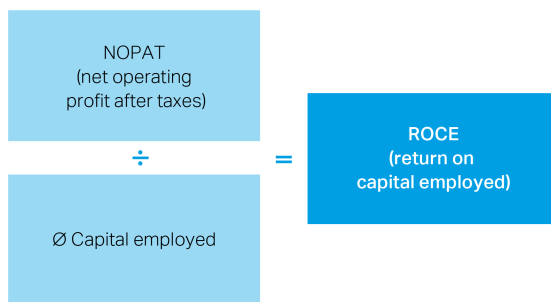 NOPAT
(net operating
profit after taxes)
÷
Ø Capital employed
=
ROCE
(return on
capital employed)